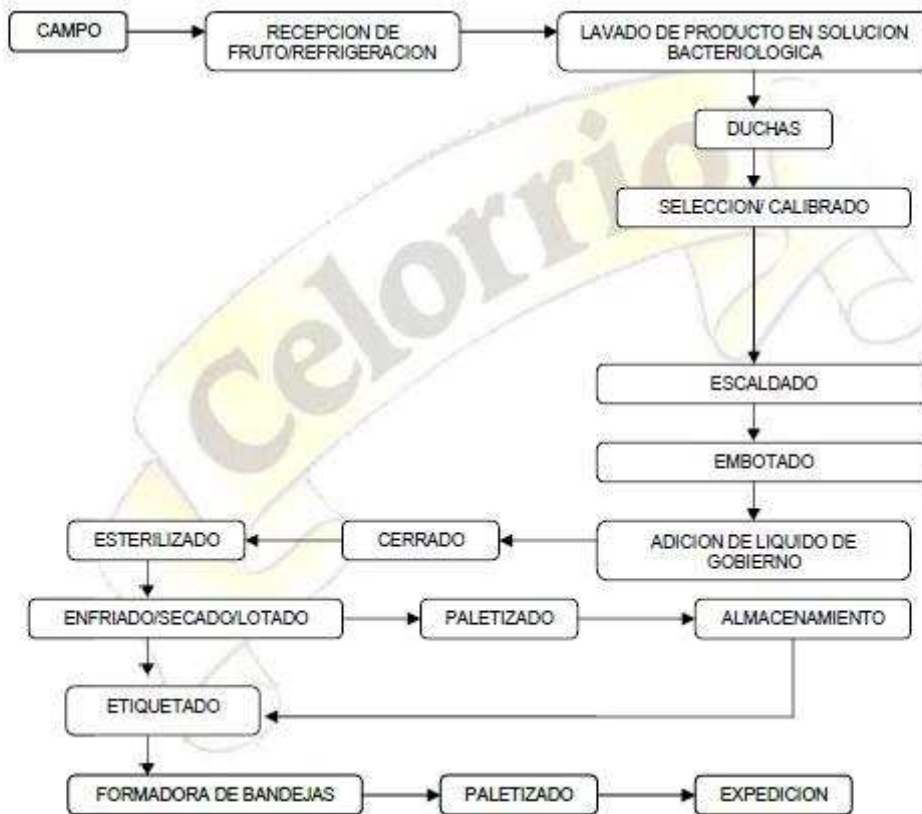 CAMPO
RECEPCION DE
FRUTO/REFRIGERACION
LAVADO DE PRODUCTO EN SOLUCION
BACTERIOLOGICA
DUCHAS
SELECCION/ CALIBRADO
Celorrio
ESCALDADO
EMBOTADO
ADICION DE LIQUIDO DE
GOBIERNO
CERRADO
ESTERILIZADO
ENFRIADO/SECADO/LOTADO
PALETIZADO
ALMACENAMIENTO
ETIQUETADO
FORMADORA DE BANDEJAS
PALETIZADO
EXPEDICION